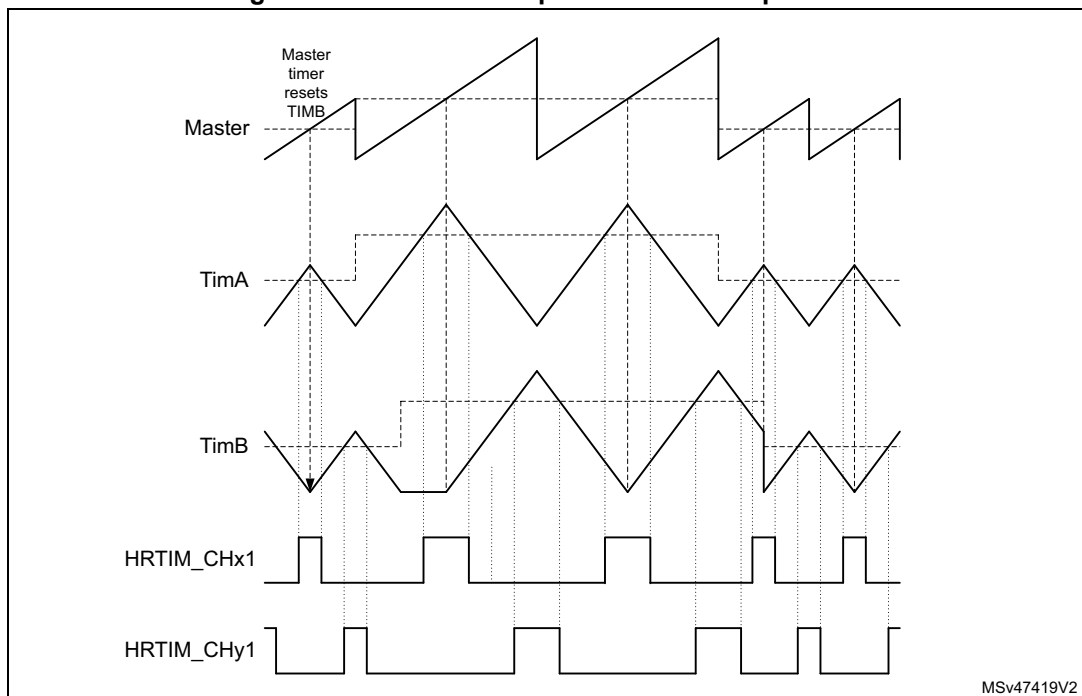 Master
timer
resets
TIMB
Master
TimA
TimB
HRTIM_CHx1
HRTIM_CHy1
MSv47419V2